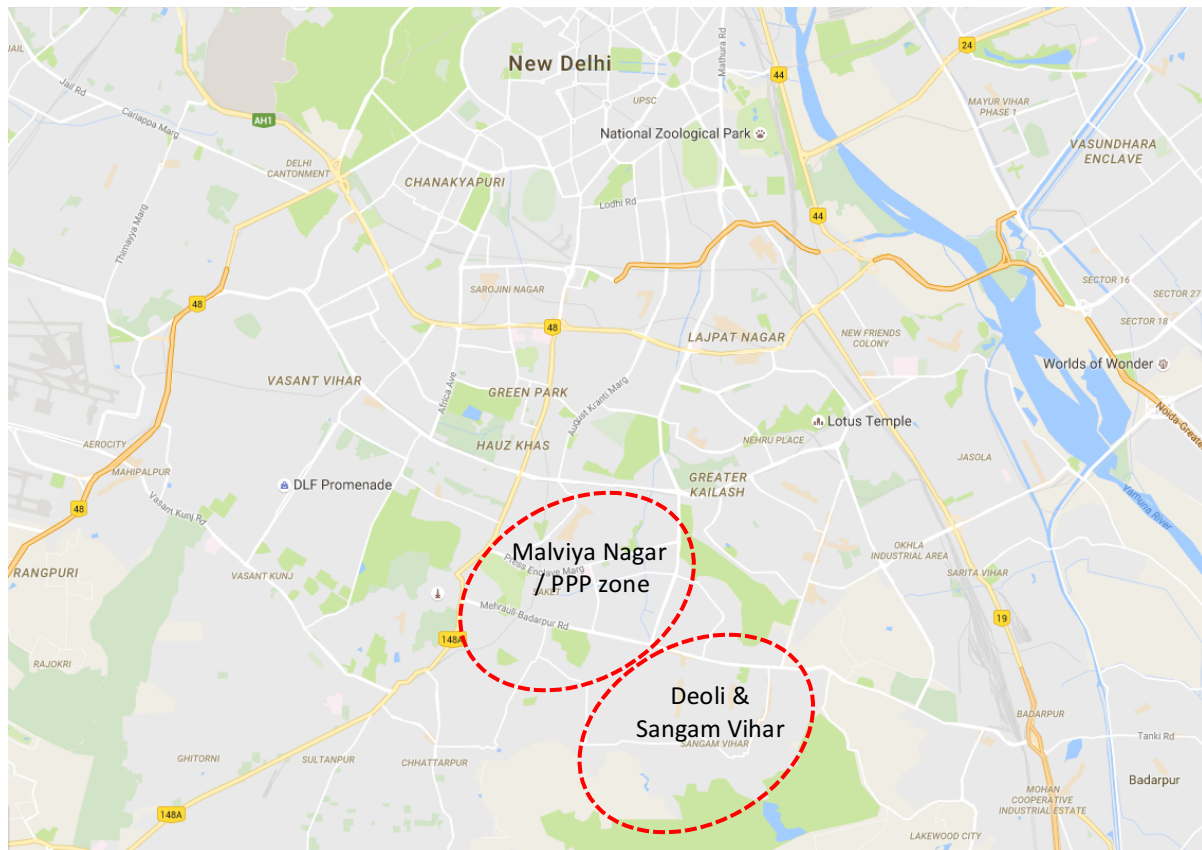 New Delhi
24
44
Mathura Rd
JAIL
Jail Rd
UPSC
MAYUR VIHAR
PHASE 1
Cariappa Marg
AH1
National Zoological Park
VASUNDHARA
ENCLAVE
DELHI
CANTONMENT
CHANAKYAPURI
Lodhi Rd
44
Thimayya Marg
SAROJINI NAGAR
SECTOR 16
SECTOR 27
48
48
LAJPAT NAGAR
NEW FRIENDS
COLONY
SECTOR 18
Worlds of Wonder
VASANT VIHAR
Africa Ave
GREEN PARK
August Kranti Marg
Noida-Greater
Lotus Temple
AEROCITY
HAUZ KHAS
NEHRU PLACE
MAHIPALPUR
DLF Promenade
GREATER
KAILASH
JASOLA
48
Vasant Kunj Rd
Yamuna River
Malviya Nagar
/ PPP zone
Press Enclave Marg
SAKET
OKHLA
INDUSTRIAL AREA
RANGPURI
VASANT KUNJ
SARITA VIHAR
Mehrauli-Badarpur Rd
19
148A
RAJOKRI
Deoli &
Sangam Vihar
SANGAM VIHAR
BADARPUR
Tanki Rd
GHITORNI
SULTANPUR
CHHATTARPUR
Badarpur
MOHAN
COOPERATIVE
INDUSTRIAL ESTATE
148A
LAKEWOOD CITY